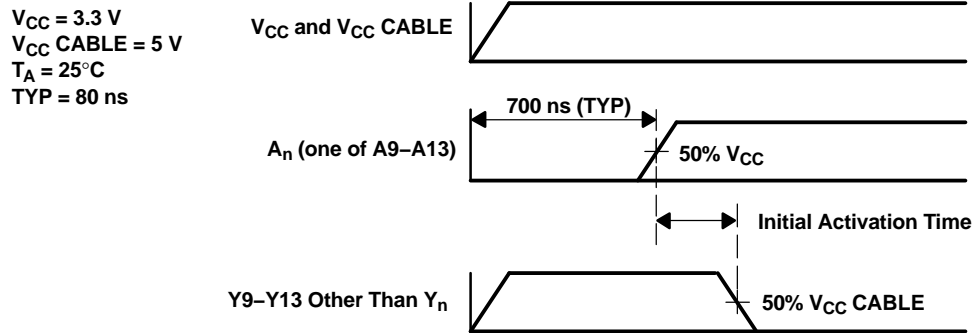 VCC = 3.3 V
VCC CABLE = 5 V
TA = 25°C
TYP = 80 ns
VCC and VCC CABLE
700 ns (TYP)
An (one of A9–A13)
50% VCC
Initial Activation Time
Y9–Y13 Other Than Yn
50% VCC CABLE